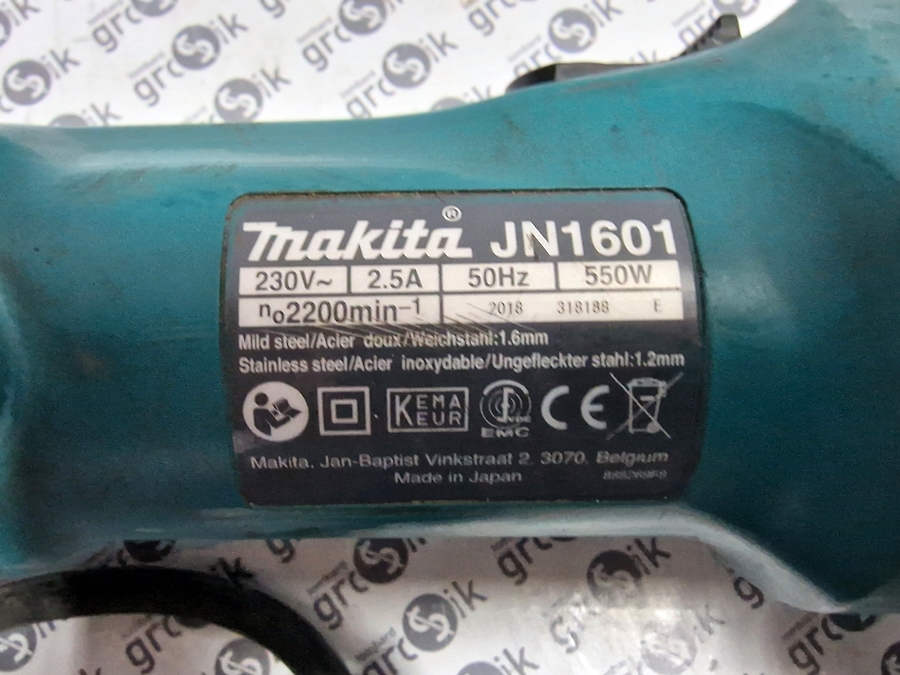 makita® JN1601
230V~ 2.5A 50Hz 550W
no2200min-1 2018 318188 E
Mild steel/Acier doux/Weichstahl:1.6mm
Stainless steel/Acier inoxydable/Ungefleckter stahl:1.2mm
KEMA
KEUR
EMC
CE
Makita. Jan-Baptist Vinkstraat 2, 3070, Belgium
Made in Japan